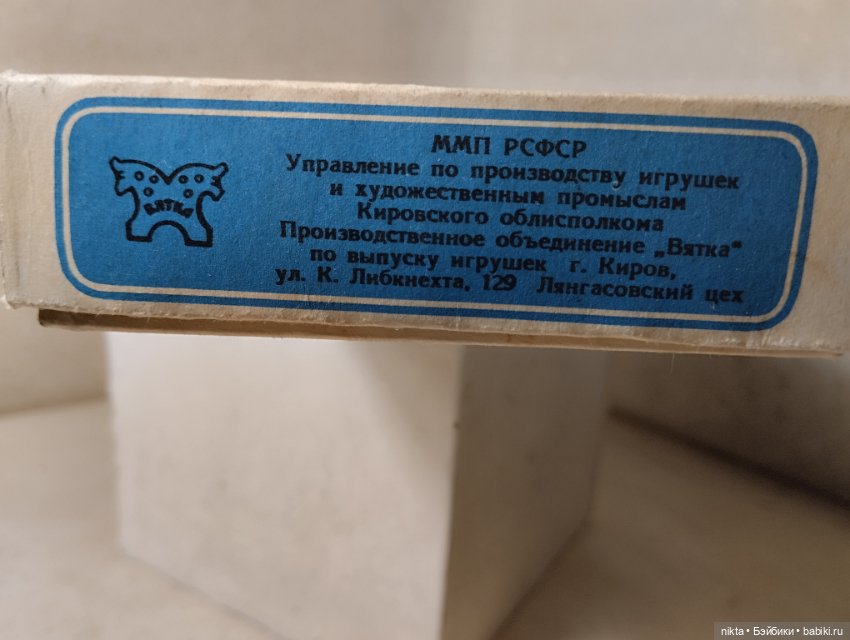 ВЯТКА
ММП РСФСР
Управление по производству игрушек
и художественным промыслам
Кировского облисполкома
Производственное объединение „Вятка"
по выпуску игрушек г. Киров,
ул. К. Либкнехта, 129 Лянгасовский цех
nikta • Бэйбики • babiki.ru